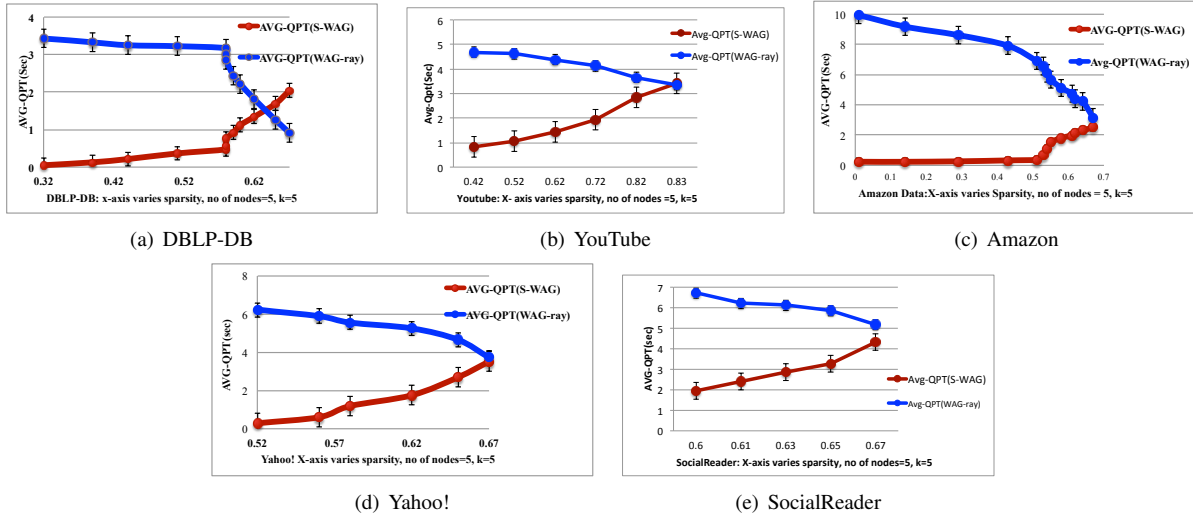 4
3
2
1
0
AVG-QPT(Sec)
AVG-QPT(S-WAG)
AVG-QPT(WAG-ray)
0.32 0.42 0.52 0.62
DBLP-DB: x-axis varies sparsity, no of nodes=5, k=5
(a) DBLP-DB
6
5
4
3
2
1
0
Avg-Qpt(Sec)
Avg-QPT(S-WAG)
Avg-QPT(WAG-ray)
0.42 0.52 0.62 0.72 0.82 0.83
Youtube: X- axis varies Sparsity, no of nodes =5, k=5
(b) YouTube
10
8
6
4
2
0
AVG-QPT(Sec)
AVG-QPT(S-WAG)
Avg-QPT(WAG-ray)
0 0.1 0.2 0.3 0.4 0.5 0.6 0.7
Amazon Data:X-axis varies Sparsity, no of nodes = 5, k=5
(c) Amazon
8
6
4
2
0
AVG-QPT(sec)
AVG-QPT(S-WAG)
AVG-QPT(WAG-ray)
0.52 0.57 0.62 0.67
Yahoo! X-axis varies sparsity, no of nodes=5, k=5
(d) Yahoo!
7
6
5
4
3
2
1
0
AVG-QPT(sec)
Avg-QPT(S-WAG)
Avg-QPT(WAG-ray)
0.6 0.61 0.63 0.65 0.67
SocialReader: X-axis varies sparsity, no of nodes=5, k=5
(e) SocialReader